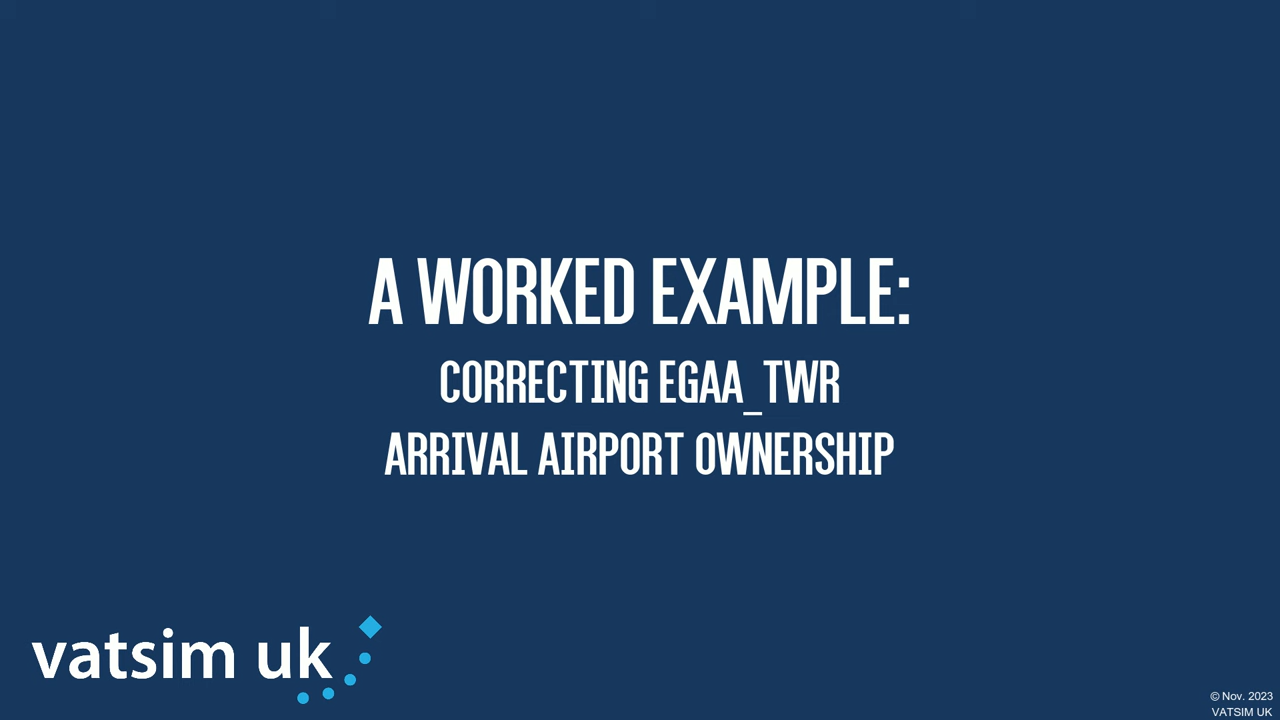 A WORKED EXAMPLE:
CORRECTING EGAA_TWR
ARRIVAL AIRPORT OWNERSHIP
vatsim uk
© Nov. 2023
VATSIM UK